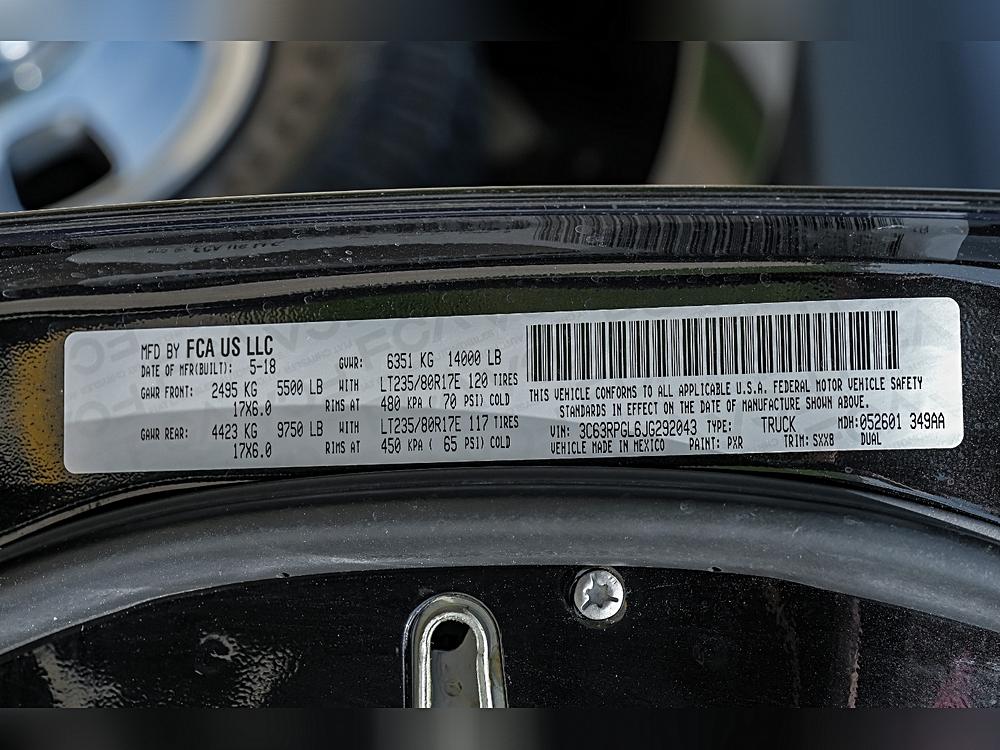 MFD BY FCA US LLC
DATE OF MFR(BUILT): 5-18
GVWR: 6351 KG 14000 LB
GAWR FRONT: 2495 KG 5500 LB WITH LT235/80R17E 120 TIRES
17X6.0 RIMS AT 480 KPA ( 70 PSI) COLD
GAWR REAR: 4423 KG 9750 LB WITH LT235/80R17E 117 TIRES
17X6.0 RIMS AT 450 KPA ( 65 PSI) COLD
THIS VEHICLE CONFORMS TO ALL APPLICABLE U.S.A. FEDERAL MOTOR VEHICLE SAFETY
STANDARDS IN EFFECT ON THE DATE OF MANUFACTURE SHOWN ABOVE.
VIN: 3C63RPGL6JG292043 TYPE: TRUCK MDH:052601 349AA
VEHICLE MADE IN MEXICO PAINT: PXR TRIM: SXX8 DUAL